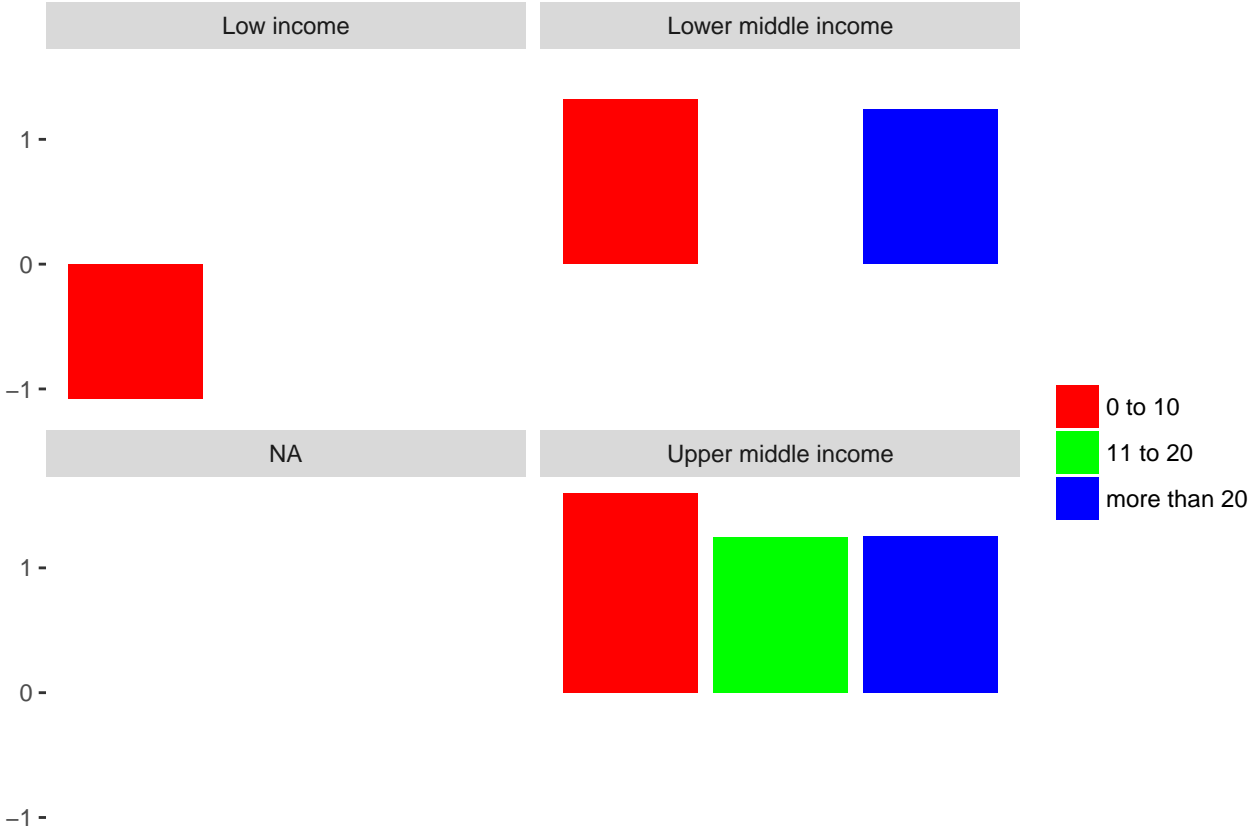 Low income
Lower middle income
1
0
−1
NA
Upper middle income
1
0
−1
0 to 10
11 to 20
more than 20